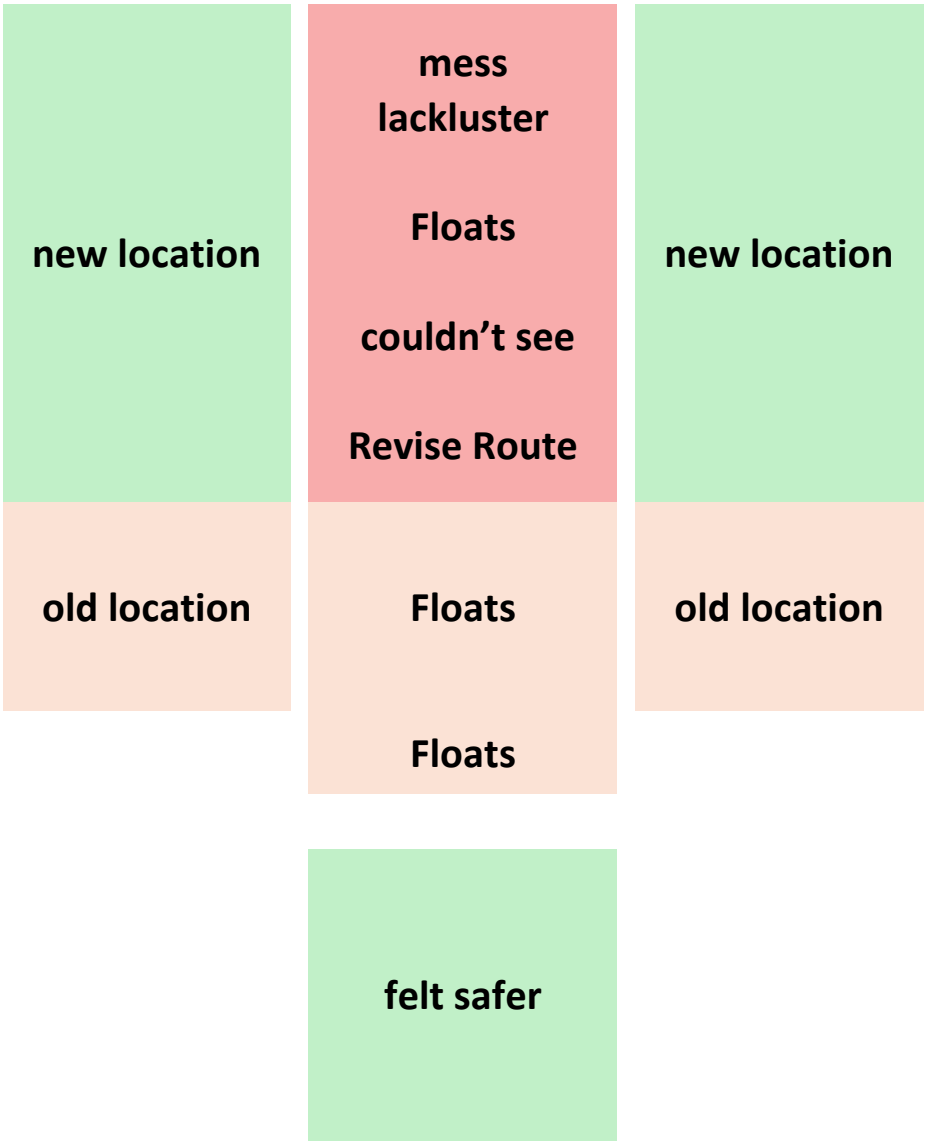 new location
mess
lackluster
Floats
couldn’t see
Revise Route
new location
old location
Floats
Floats
old location
felt safer